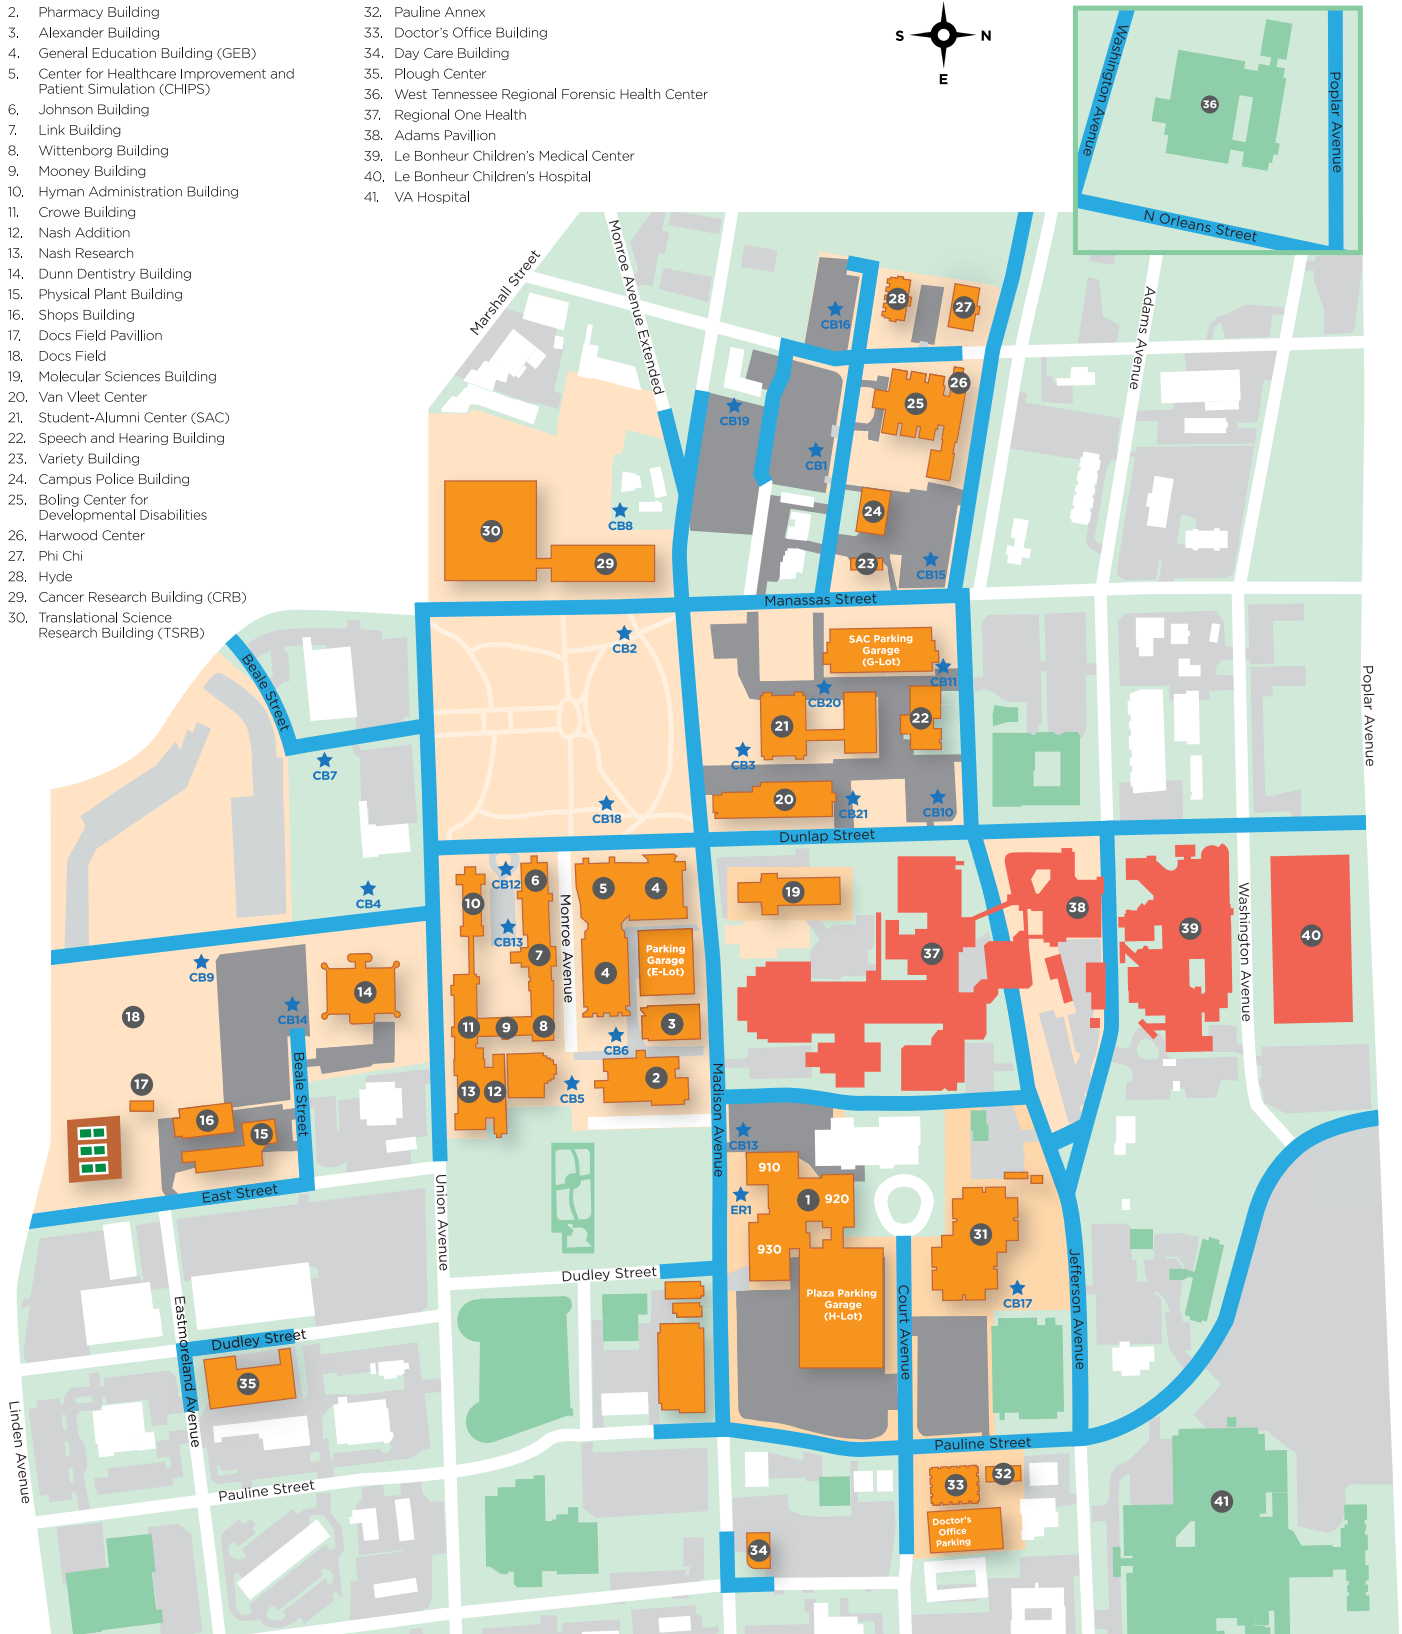 2. Pharmacy Building
3. Alexander Building
4. General Education Building (GEB)
5. Center for Healthcare Improvement and
Patient Simulation (CHIPS)
6. Johnson Building
7. Link Building
8. Wittenborg Building
9. Mooney Building
10. Hyman Administration Building
11. Crowe Building
12. Nash Addition
13. Nash Research
14. Dunn Dentistry Building
15. Physical Plant Building
16. Shops Building
17. Docs Field Pavillion
18. Docs Field
19. Molecular Sciences Building
20. Van Vleet Center
21. Student-Alumni Center (SAC)
22. Speech and Hearing Building
23. Variety Building
24. Campus Police Building
25. Boling Center for
Developmental Disabilities
26. Harwood Center
27. Phi Chi
28. Hyde
29. Cancer Research Building (CRB)
30. Translational Science
Research Building (TSRB)
32. Pauline Annex
33. Doctor's Office Building
34. Day Care Building
35. Plough Center
36. West Tennessee Regional Forensic Health Center
37. Regional One Health
38. Adams Pavillion
39. Le Bonheur Children's Medical Center
40. Le Bonheur Children's Hospital
41. VA Hospital
S N
E
Washington Avenue
36
Poplar Avenue
N Orleans Street
Marshall Street
Monroe Avenue Extended
Adams Avenue
28
27
CB16
26
25
CB19
CB1
30
29
CB8
24
23
CB15
Manassas Street
CB2
SAC Parking
Garage
(G-Lot)
CB11
CB20
Beale Street
21
22
CB3
CB7
Poplar Avenue
20
CB21
CB10
CB18
Dunlap Street
CB12
6
5
4
19
CB4
10
Monroe Avenue
38
Washington Avenue
39
40
CB13
7
Parking
Garage
(E-Lot)
37
CB9
4
14
18
CB14
11
9
8
3
CB6
Beale Street
17
13
12
CB5
2
Madison Avenue
16
15
CB13
East Street
Union Avenue
910
1
920
ER1
930
31
Dudley Street
Plaza Parking
Garage
(H-Lot)
CB17
Court Avenue
Jefferson Avenue
Eastmoreland Avenue
Dudley Street
35
Linden Avenue
Pauline Street
Pauline Street
33
32
41
Doctor's
Office
Parking
34